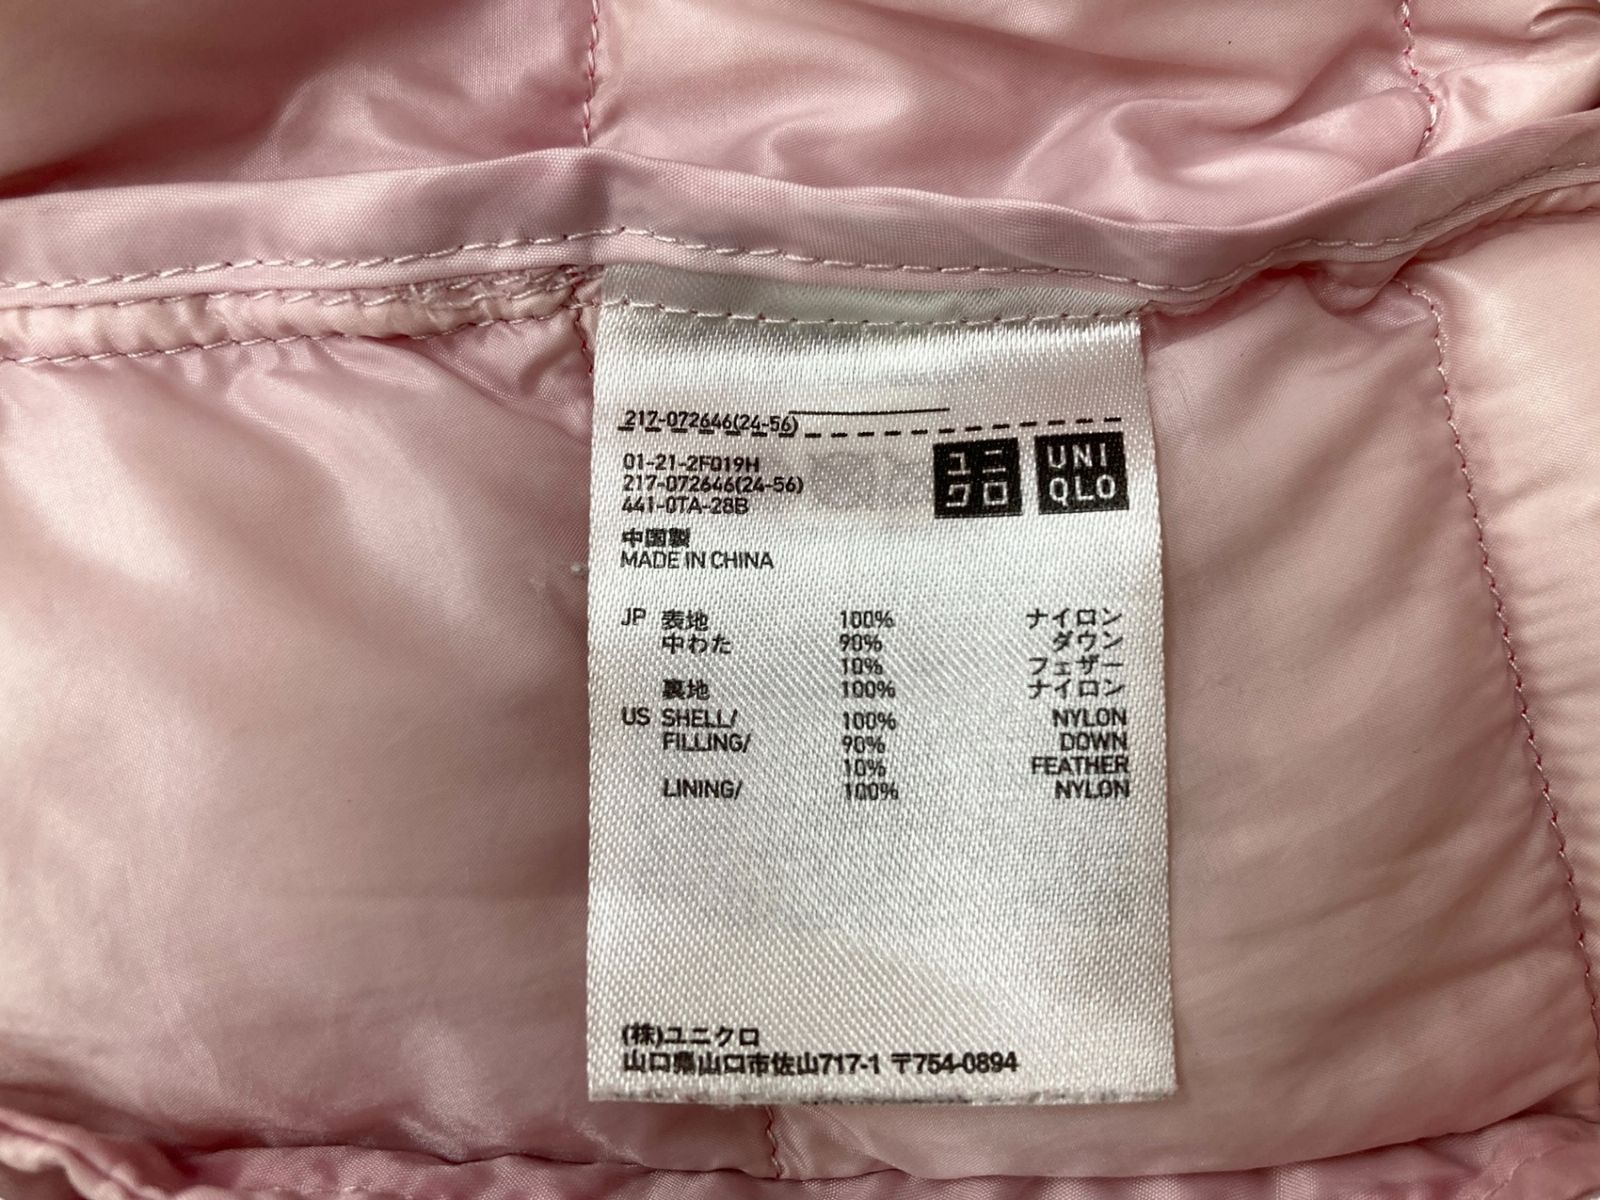 217-072646(24-56)
01-21-2F019H
217-072646(24-56)
441-0TA-28B
ユニ
クロ
UNI
QLO
中国製
MADE IN CHINA
JP 表地 100% ナイロン
中わた 90% ダウン
10% フェザー
裏地 100% ナイロン
US SHELL/ 100% NYLON
FILLING/ 90% DOWN
10% FEATHER
LINING/ 100% NYLON
(株)ユニクロ
山口県山口市佐山717-1 〒754-0894